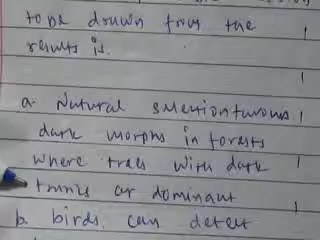 to be drawn from the
results is.
a. Natural selection favours
dark morphs in forests
where trees with dark
trunks are dominant
b. birds can detect